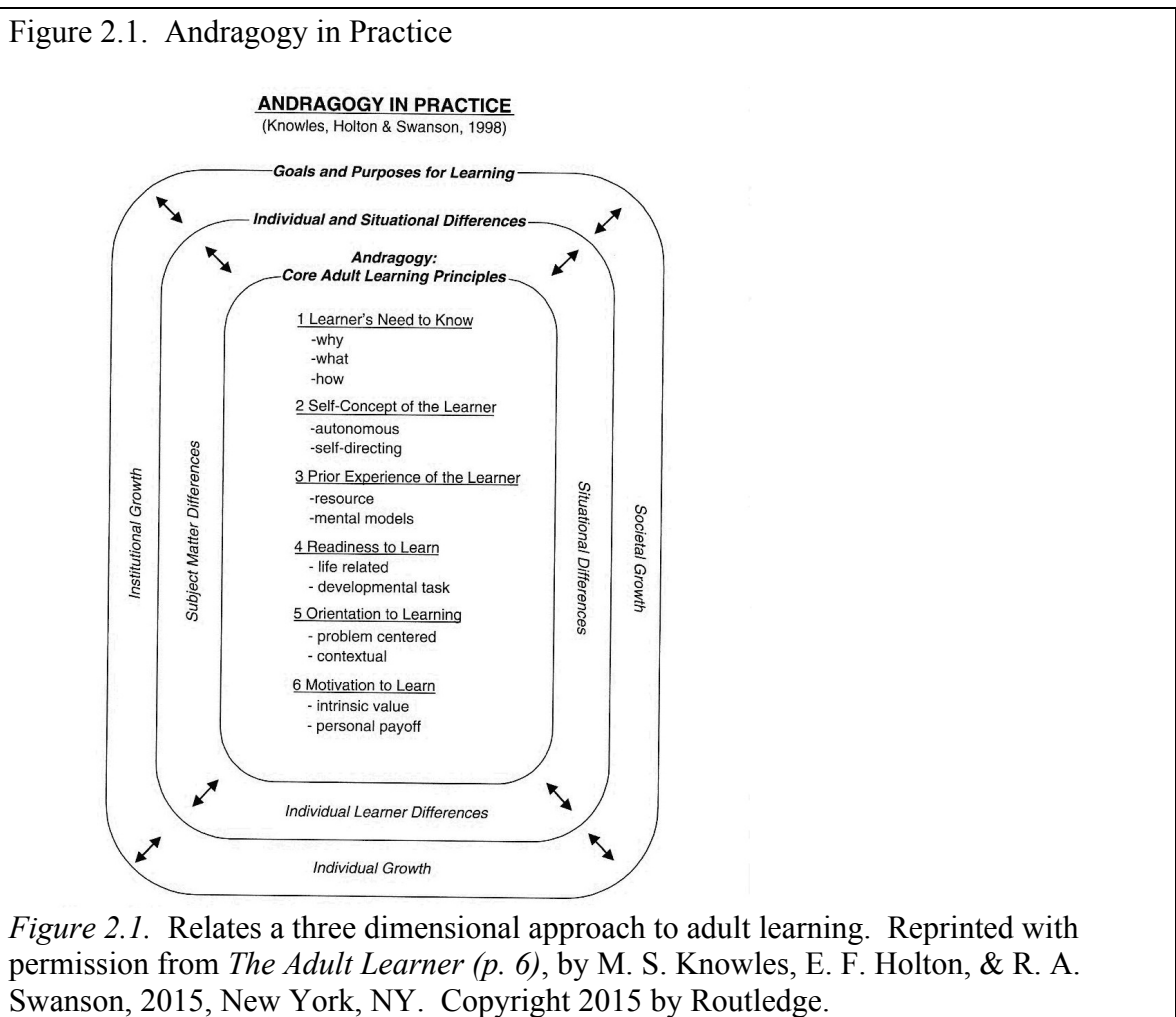 Figure 2.1. Andragogy in Practice
ANDRAGOGY IN PRACTICE
(Knowles, Holton & Swanson, 1998)
Goals and Purposes for Learning
Individual and Situational Differences
Andragogy:
Core Adult Learning Principles
1 Learner's Need to Know
-why
-what
-how
2 Self-Concept of the Learner
-autonomous
-self-directing
3 Prior Experience of the Learner
-resource
-mental models
4 Readiness to Learn
- life related
- developmental task
5 Orientation to Learning
- problem centered
- contextual
6 Motivation to Learn
- intrinsic value
- personal payoff
Institutional Growth
Subject Matter Differences
Situational Differences
Societal Growth
Individual Learner Differences
Individual Growth
Figure 2.1. Relates a three dimensional approach to adult learning. Reprinted with
permission from The Adult Learner (p. 6), by M. S. Knowles, E. F. Holton, & R. A.
Swanson, 2015, New York, NY. Copyright 2015 by Routledge.